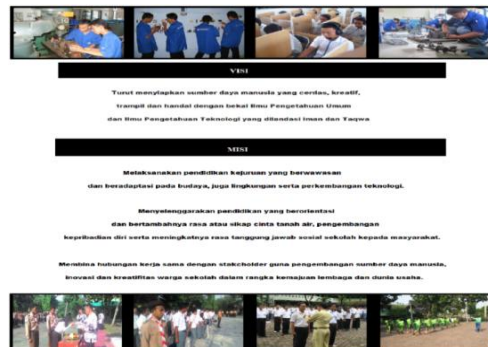 VISI
Turut menyiapkan sumber daya manusia yang cerdas, kreatif,
trampil dan handal dengan bekal Ilmu Pengetahuan Umum
dan Ilmu Pengetahuan Teknologi yang dilandasi Iman dan Taqwa
MISI
Melaksanakan pendidikan kejuruan yang berwawasan
dan beradaptasi pada budaya, juga lingkungan serta perkembangan teknologi.
Menyelenggarakan pendidikan yang berorientasi
dan bertambahnya rasa atau sikap cinta tanah air, pengembangan
kepribadian diri serta meningkatnya rasa tanggung jawab sosial sekolah kepada masyarakat.
Membina hubungan kerja sama dengan stakeholder guna pengembangan sumber daya manusia,
inovasi dan kreatifitas warga sekolah dalam rangka kemajuan lembaga dan dunia usaha.